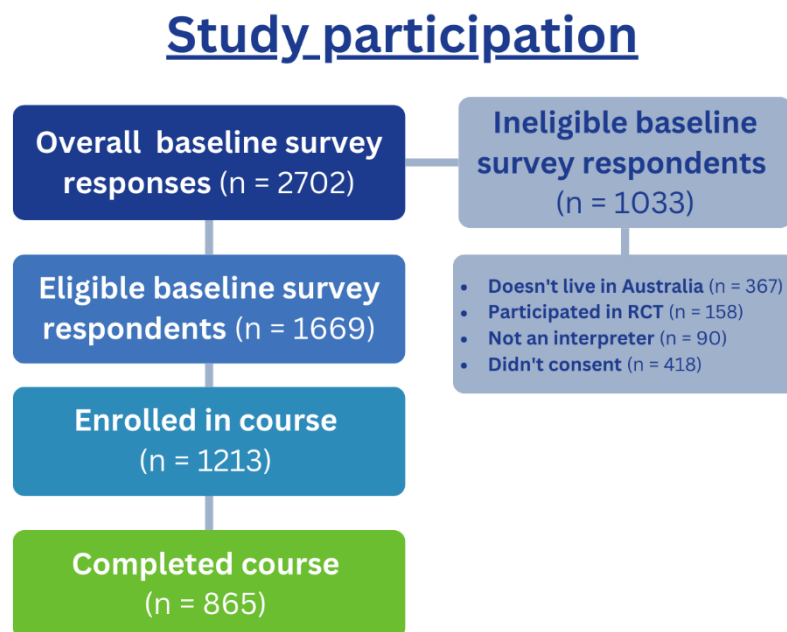 Study participation
Overall baseline survey
responses (n = 2702)
Ineligible baseline
survey respondents
(n = 1033)
Eligible baseline survey
respondents (n = 1669)
• Doesn't live in Australia (n = 367)
• Participated in RCT (n = 158)
• Not an interpreter (n = 90)
• Didn't consent (n = 418)
Enrolled in course
(n = 1213)
Completed course
(n = 865)